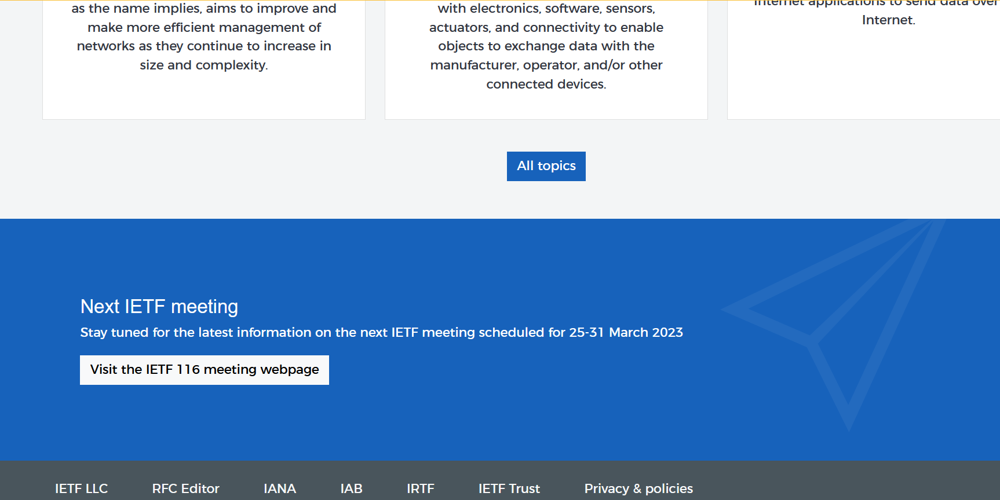 as the name implies, aims to improve and
make more efficient management of
networks as they continue to increase in
size and complexity.
with electronics, software, sensors,
actuators, and connectivity to enable
objects to exchange data with the
manufacturer, operator, and/or other
connected devices.
Internet applications to send data over
Internet.
All topics
Next IETF meeting
Stay tuned for the latest information on the next IETF meeting scheduled for 25-31 March 2023
Visit the IETF 116 meeting webpage
IETF LLC RFC Editor IANA IAB IRTF IETF Trust Privacy & policies